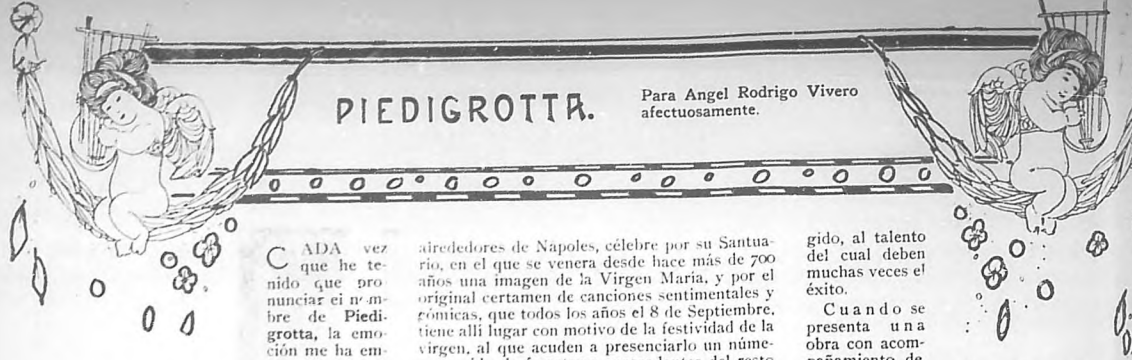 PIEDIGROTTA.
Para Angel Rodrigo Vivero
afectuosamente.
CADA vez
que he te-
nido que pro
nunciar el nom-
bre de Piedi-
grotta, la emo-
ción me ha em-
alrededores de Nápoles, célebre por su Santua-
rio, en el que se venera desde hace más de 700
años una imagen de la Virgen María, y por el
original certamen de canciones sentimentales y
cómicas, que todos los años el 8 de Septiembre,
tiene allí lugar con motivo de la festividad de la
virgen, al que acuden a presenciarlo un núme-
del resto
gido, al talento
del cual deben
muchas veces el
éxito.
Cuando se
presenta una
obra con acom-
pañamiento de